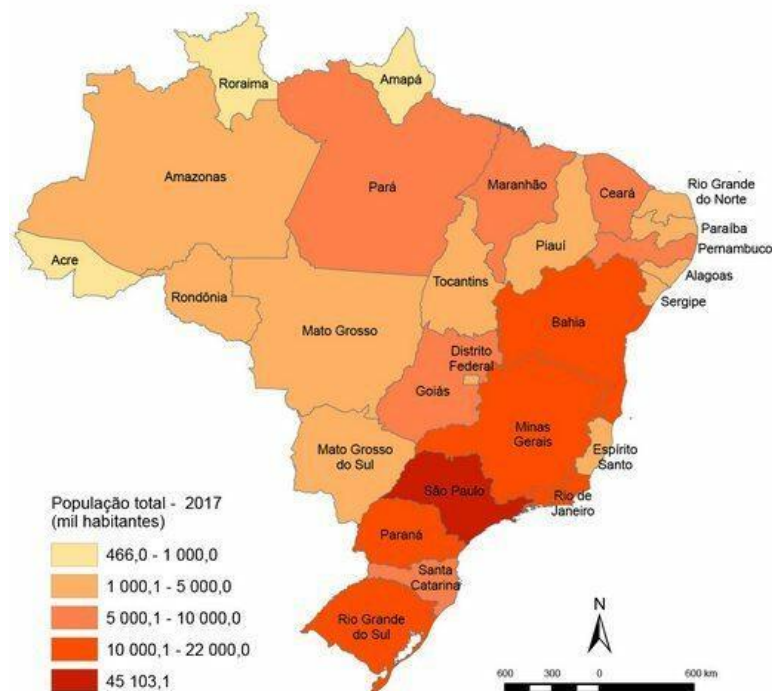 Roraima
Amapá
Amazonas
Pará
Maranhão
Ceará
Rio Grande
do Norte
Paraíba
Pernambuco
Alagoas
Sergipe
Piauí
Acre
Rondônia
Tocantins
Mato Grosso
Bahia
Distrito
Federal
Goiás
Minas
Gerais
Espírito
Santo
Mato Grosso
do Sul
São Paulo
Rio de
Janeiro
Paraná
Santa
Catarina
Rio Grande
do Sul
População total - 2017
(mil habitantes)
466,0 - 1 000,0
1 000,1 - 5 000,0
5 000,1 - 10 000,0
10 000,1 - 22 000,0
45 103,1
N
600 300 0 600 km